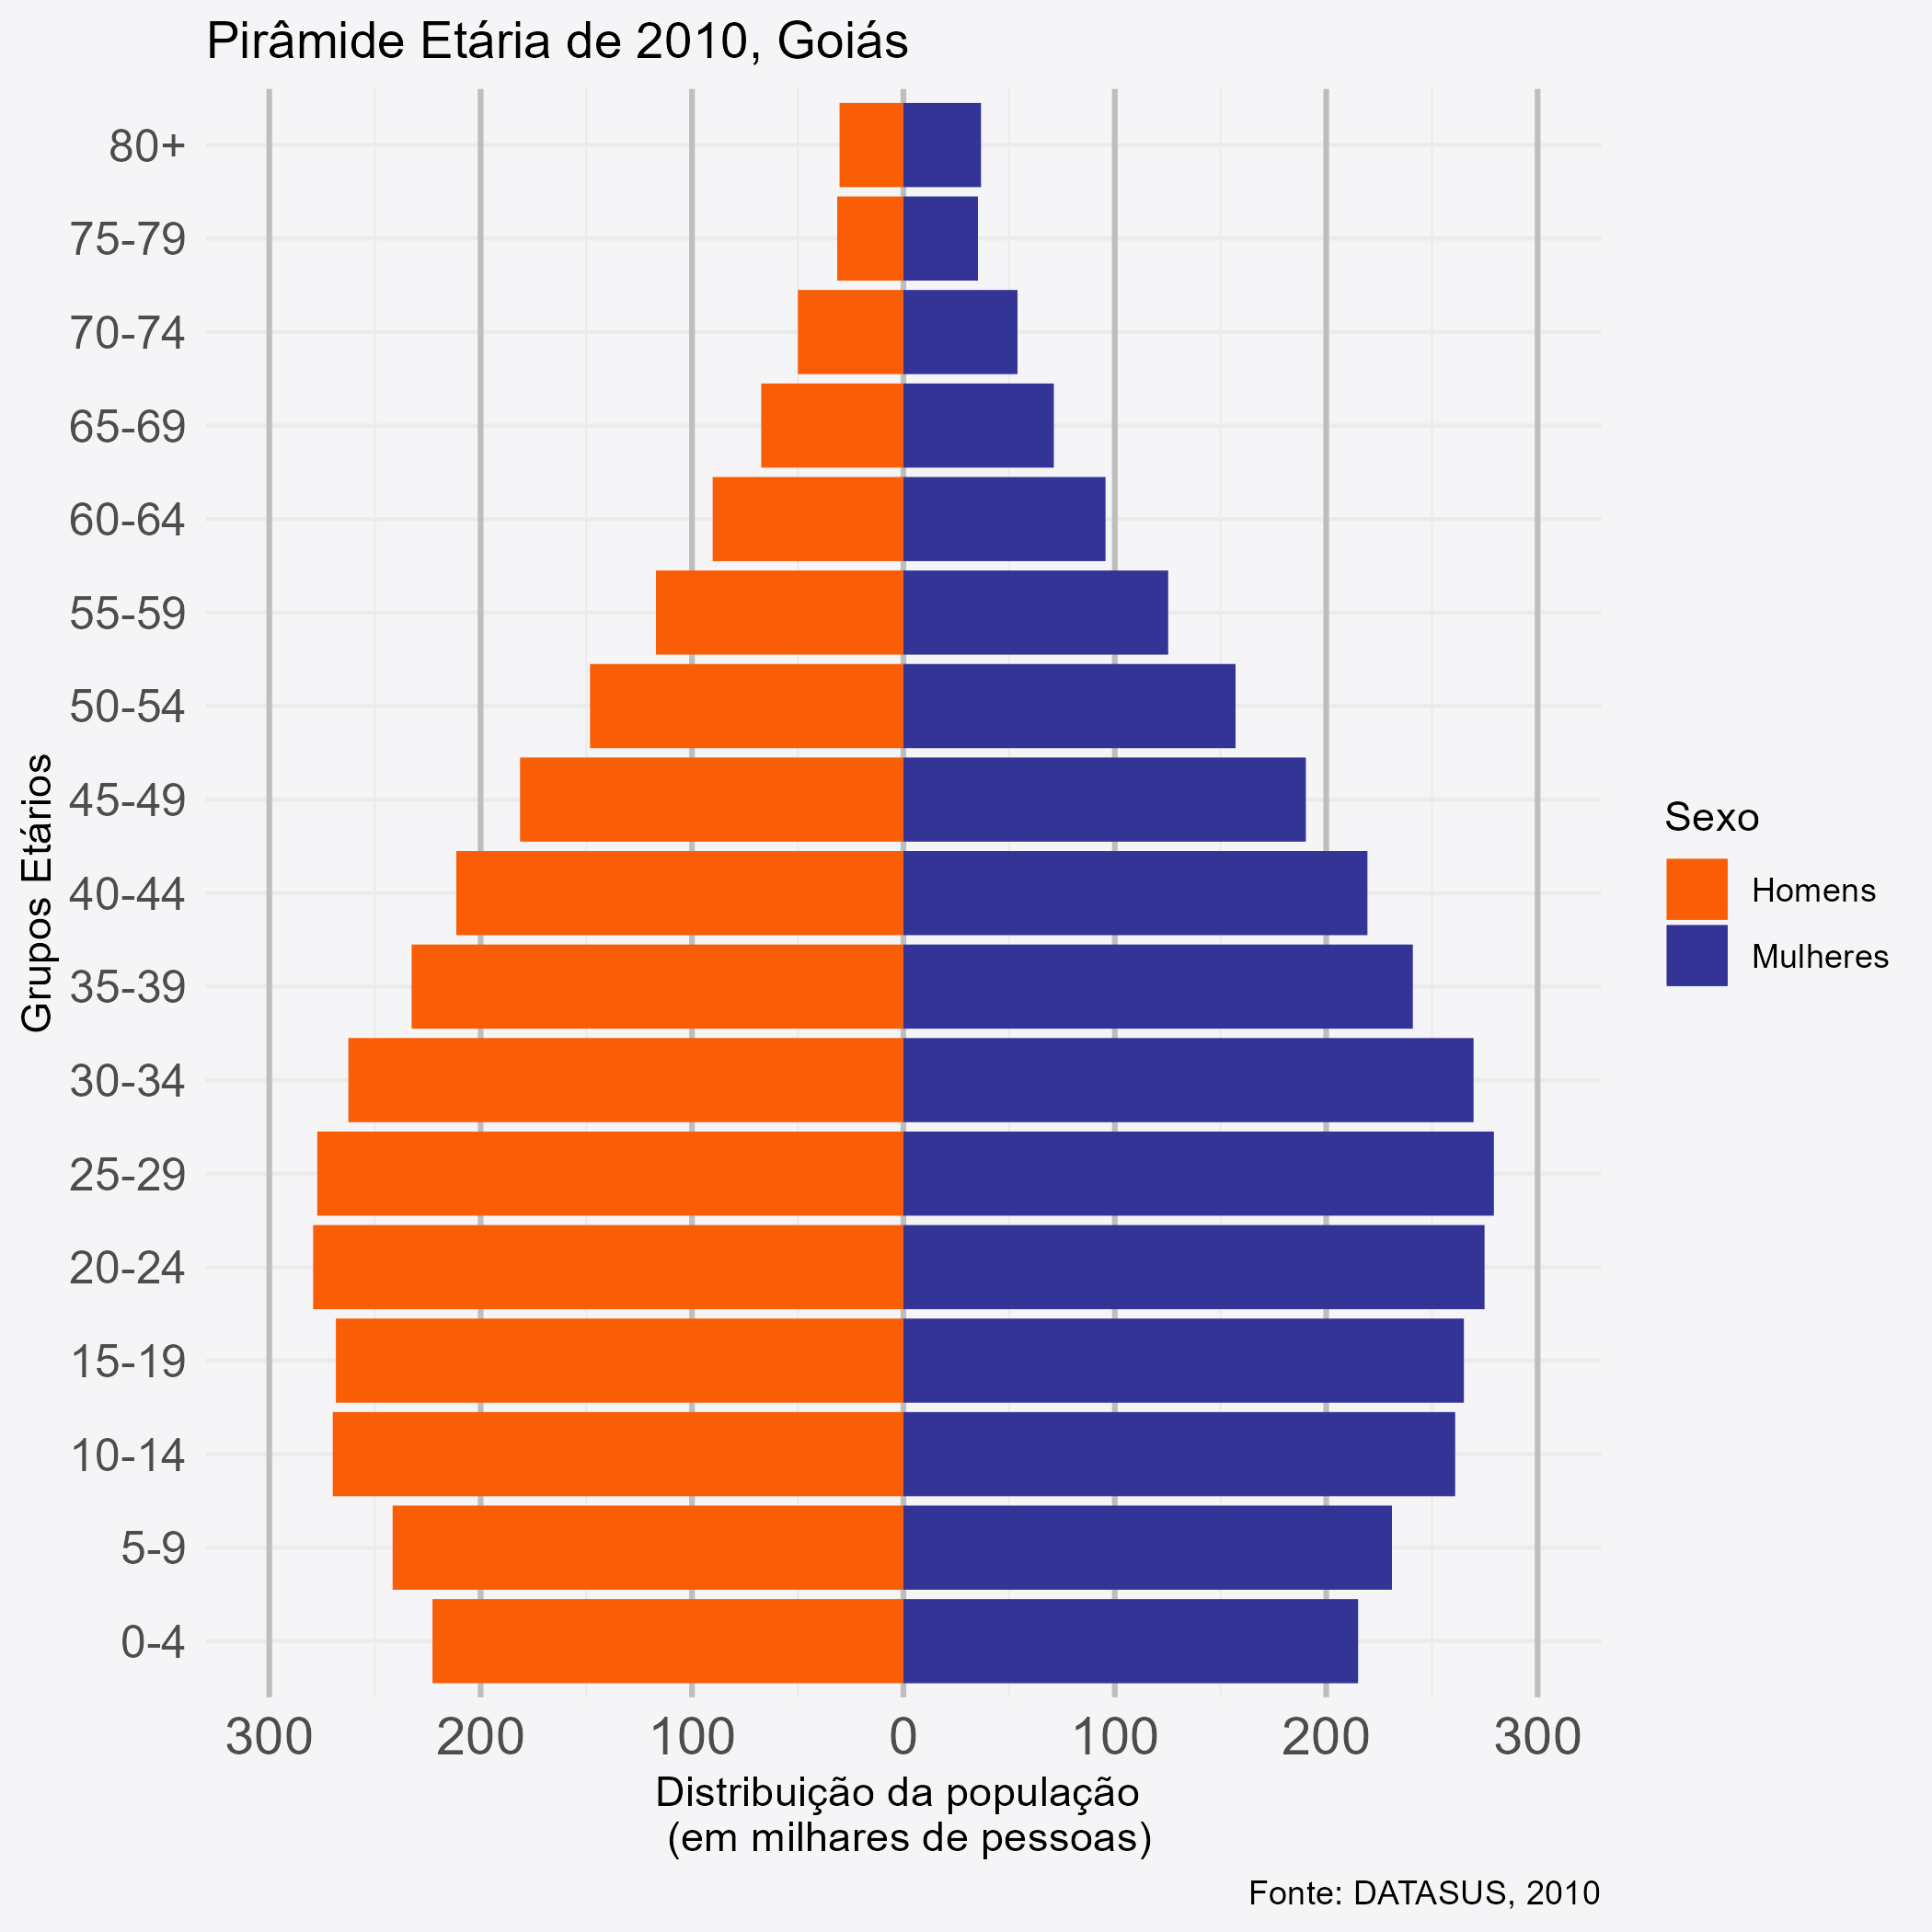 Pirâmide Etária de 2010, Goiás
80+
75-79
70-74
65-69
60-64
55-59
50-54
45-49
40-44
35-39
30-34
25-29
20-24
15-19
10-14
5-9
0-4
Grupos Etários
300 200 100 0 100 200 300
Distribuição da população
(em milhares de pessoas)
Sexo
Homens
Mulheres
Fonte: DATASUS, 2010